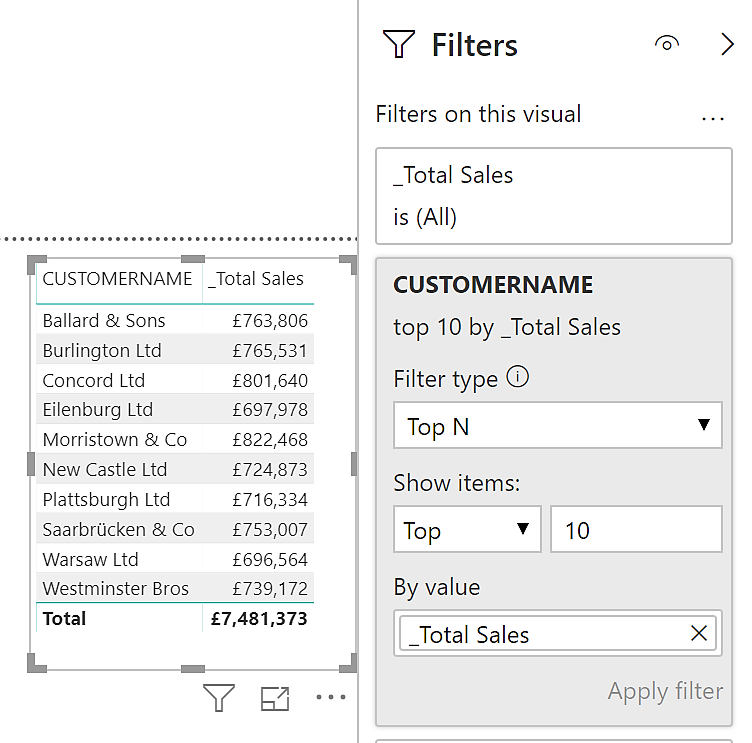 Filters
Filters on this visual
...
_Total Sales
is (All)
CUSTOMERNAME _Total Sales
Ballard & Sons £763,806
Burlington Ltd £765,531
Concord Ltd £801,640
Eilenburg Ltd £697,978
Morristown & Co £822,468
New Castle Ltd £724,873
Plattsburgh Ltd £716,334
Saarbrücken & Co £753,007
Warsaw Ltd £696,564
Westminster Bros £739,172
Total £7,481,373
CUSTOMERNAME
top 10 by _Total Sales
Filter type
Top N
Show items:
Top 10
By value
_Total Sales
Apply filter